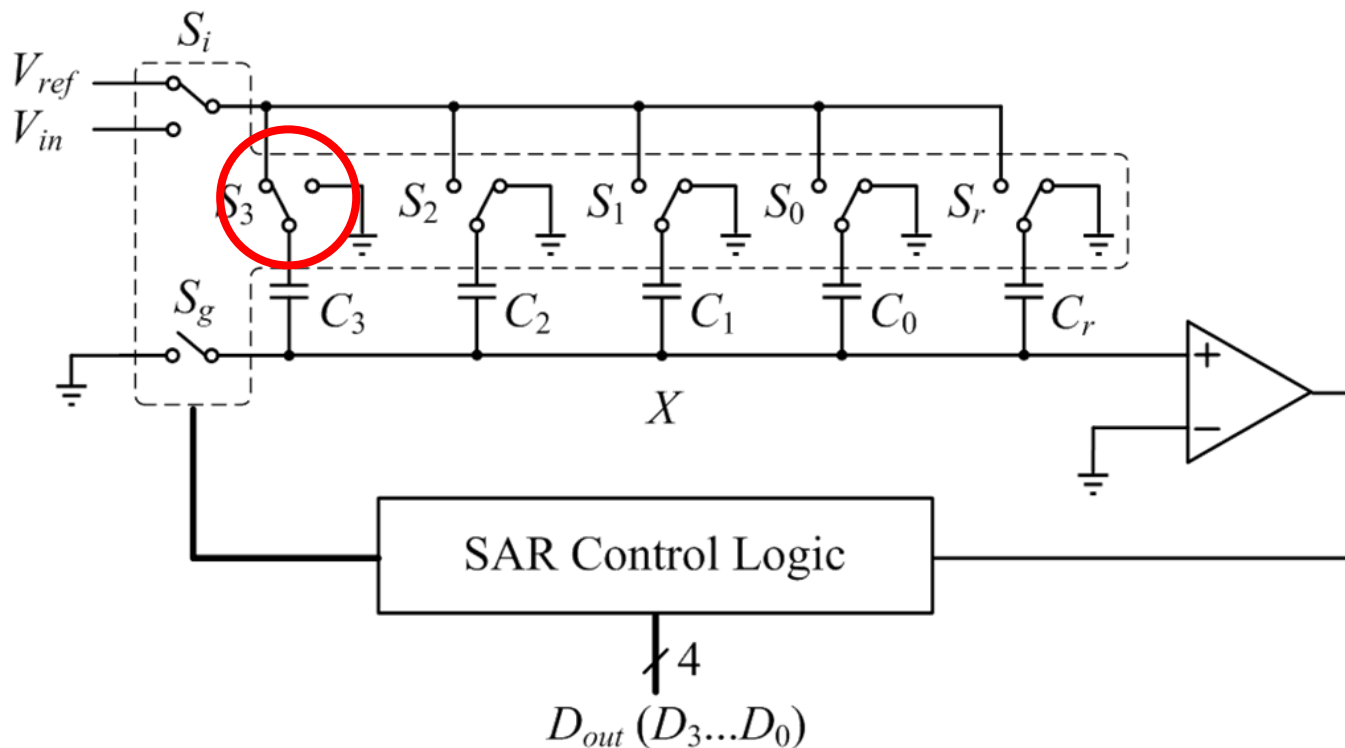 S_i
V_ref
V_in
S_3 S_2 S_1 S_0 S_r
S_g
C_3 C_2 C_1 C_0 C_r
+
X
−
SAR Control Logic
4
D_out (D_3...D_0)